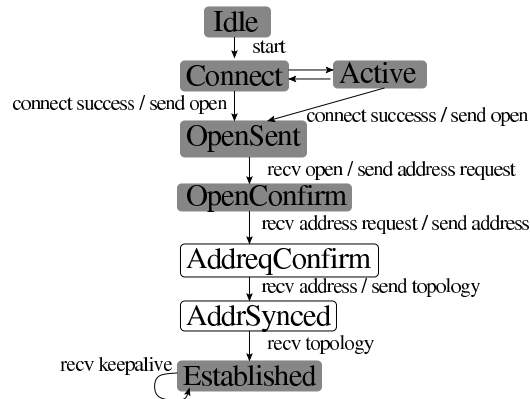 Idle
start
Connect
Active
connect success / send open
connect successs / send open
OpenSent
recv open / send address request
OpenConfirm
recv address request / send address
AddreqConfirm
recv address / send topology
AddrSynced
recv topology
recv keepalive
Established